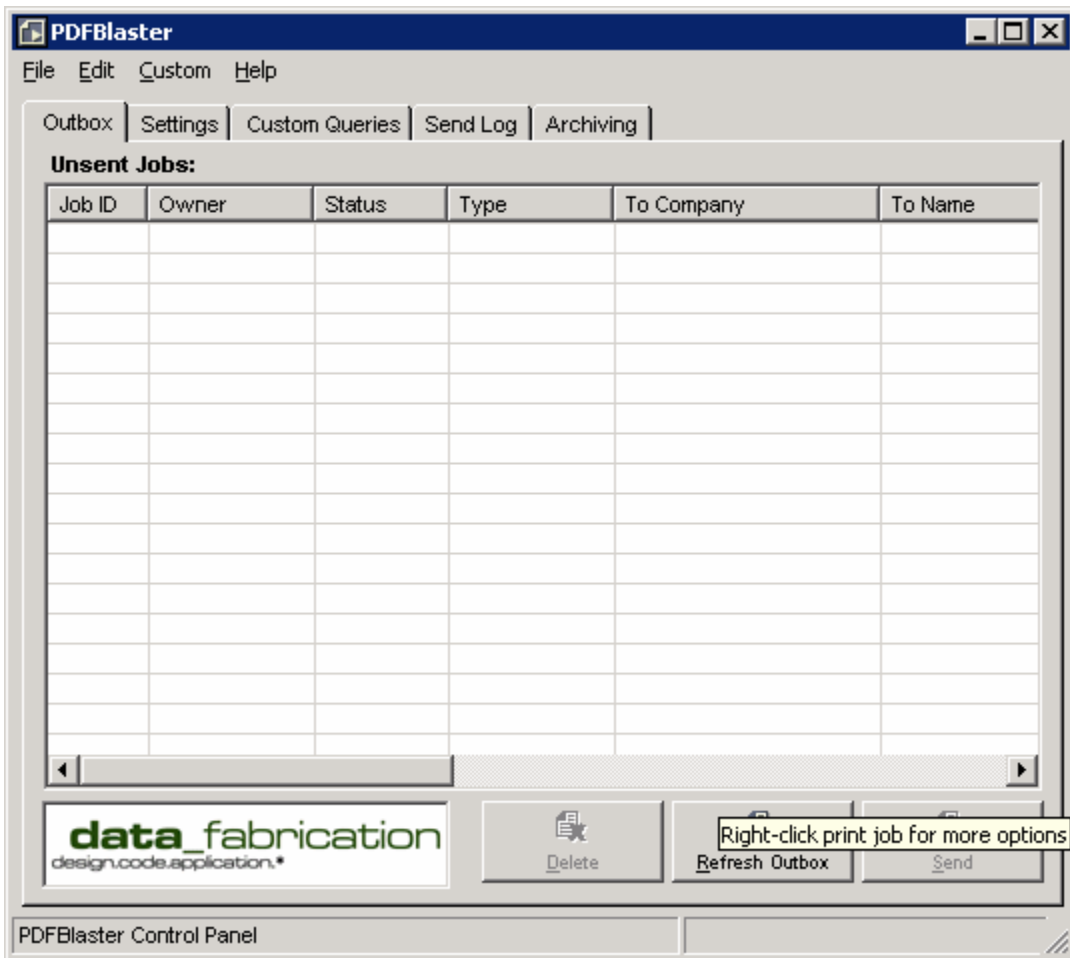 PDFBlaster
File Edit Custom Help
Outbox Settings Custom Queries Send Log Archiving
Unsent Jobs:
Job ID Owner Status Type To Company To Name
data_fabrication
design.code.application.*
Right-click print job for more options
Delete Refresh Outbox Send
PDFBlaster Control Panel